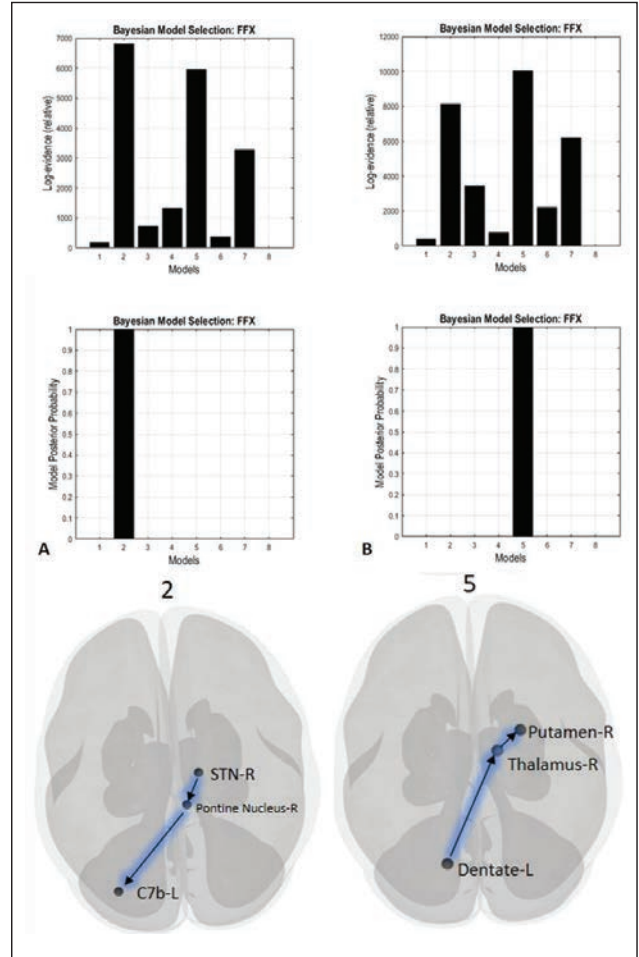 Bayesian Model Selection: FFX
Log-evidence (relative)
7000
6000
5000
4000
3000
2000
1000
0
1 2 3 4 5 6 7 8
Models
Bayesian Model Selection: FFX
Log-evidence (relative)
12000
10000
8000
6000
4000
2000
0
1 2 3 4 5 6 7 8
Models
Bayesian Model Selection: FFX
Model Posterior Probability
1
0.9
0.8
0.7
0.6
0.5
0.4
0.3
0.2
0.1
0
1 2 3 4 5 6 7 8
Models
A
Bayesian Model Selection: FFX
Model Posterior Probability
1
0.9
0.8
0.7
0.6
0.5
0.4
0.3
0.2
0.1
0
1 2 3 4 5 6 7 8
Models
B
2
STN-R
Pontine Nucleus-R
C7b-L
5
Putamen-R
Thalamus-R
Dentate-L